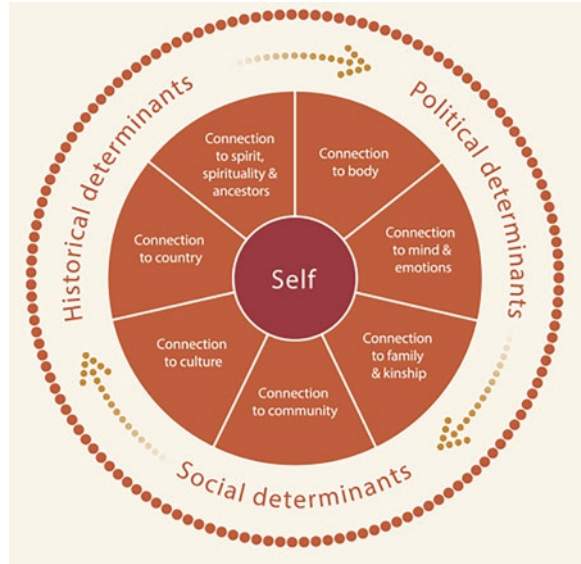 Historical determinants
Political determinants
Connection
to spirit,
spirituality &
ancestors
Connection
to body
Connection
to country
Self
Connection
to mind &
emotions
Connection
to culture
Connection
to community
Connection
to family
& kinship
Social determinants